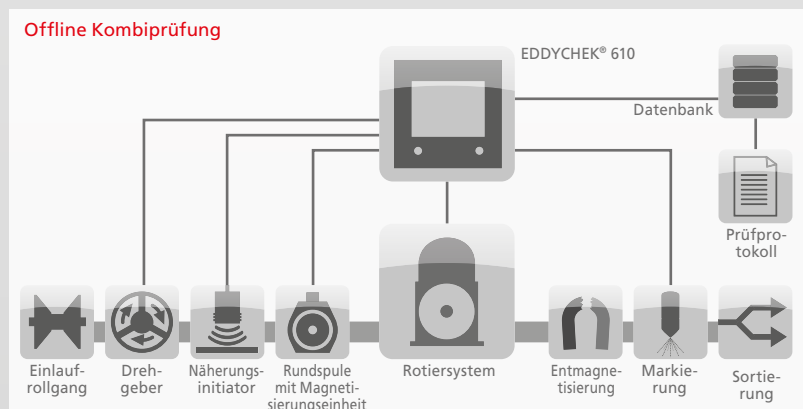 Offline Kombiprüfung
EDDYCHEK® 610
Datenbank
Prüfpro-
tokoll
Einlauf-
rollgang
Dreh-
geber
Näherungs-
initiator
Rundspule
mit Magneti-
sierungseinheit
Rotiersystem
Entmagne-
tisierung
Markie-
rung
Sortie-
rung